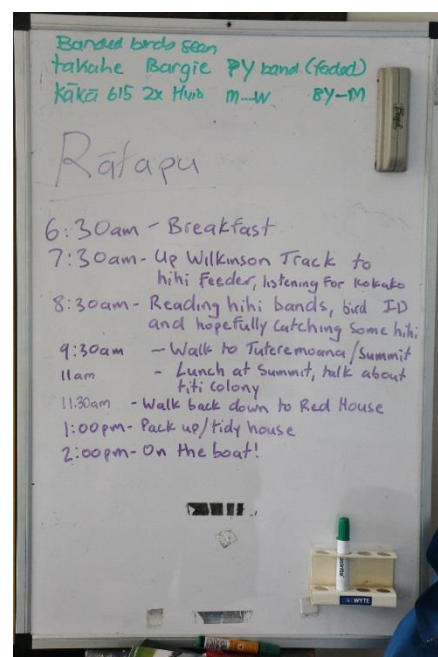 Banded birds seen
takahe Bargie PY band (faded)
Kākā 615 2x Huia m-W BY-M
Rātapu
6:30am - Breakfast
7:30am - Up Wilkinson Track to
hihi feeder, listening for Kokako
8:30am - Reading hihi bands, bird ID
and hopefully catching some hihi
9:30am - Walk to Tuteremoana/Summit
11am - Lunch at Summit, talk about
titi colony
11:30am - Walk back down to Red House
1:00pm - Pack up/tidy house
2:00pm - On the boat!
WYTE